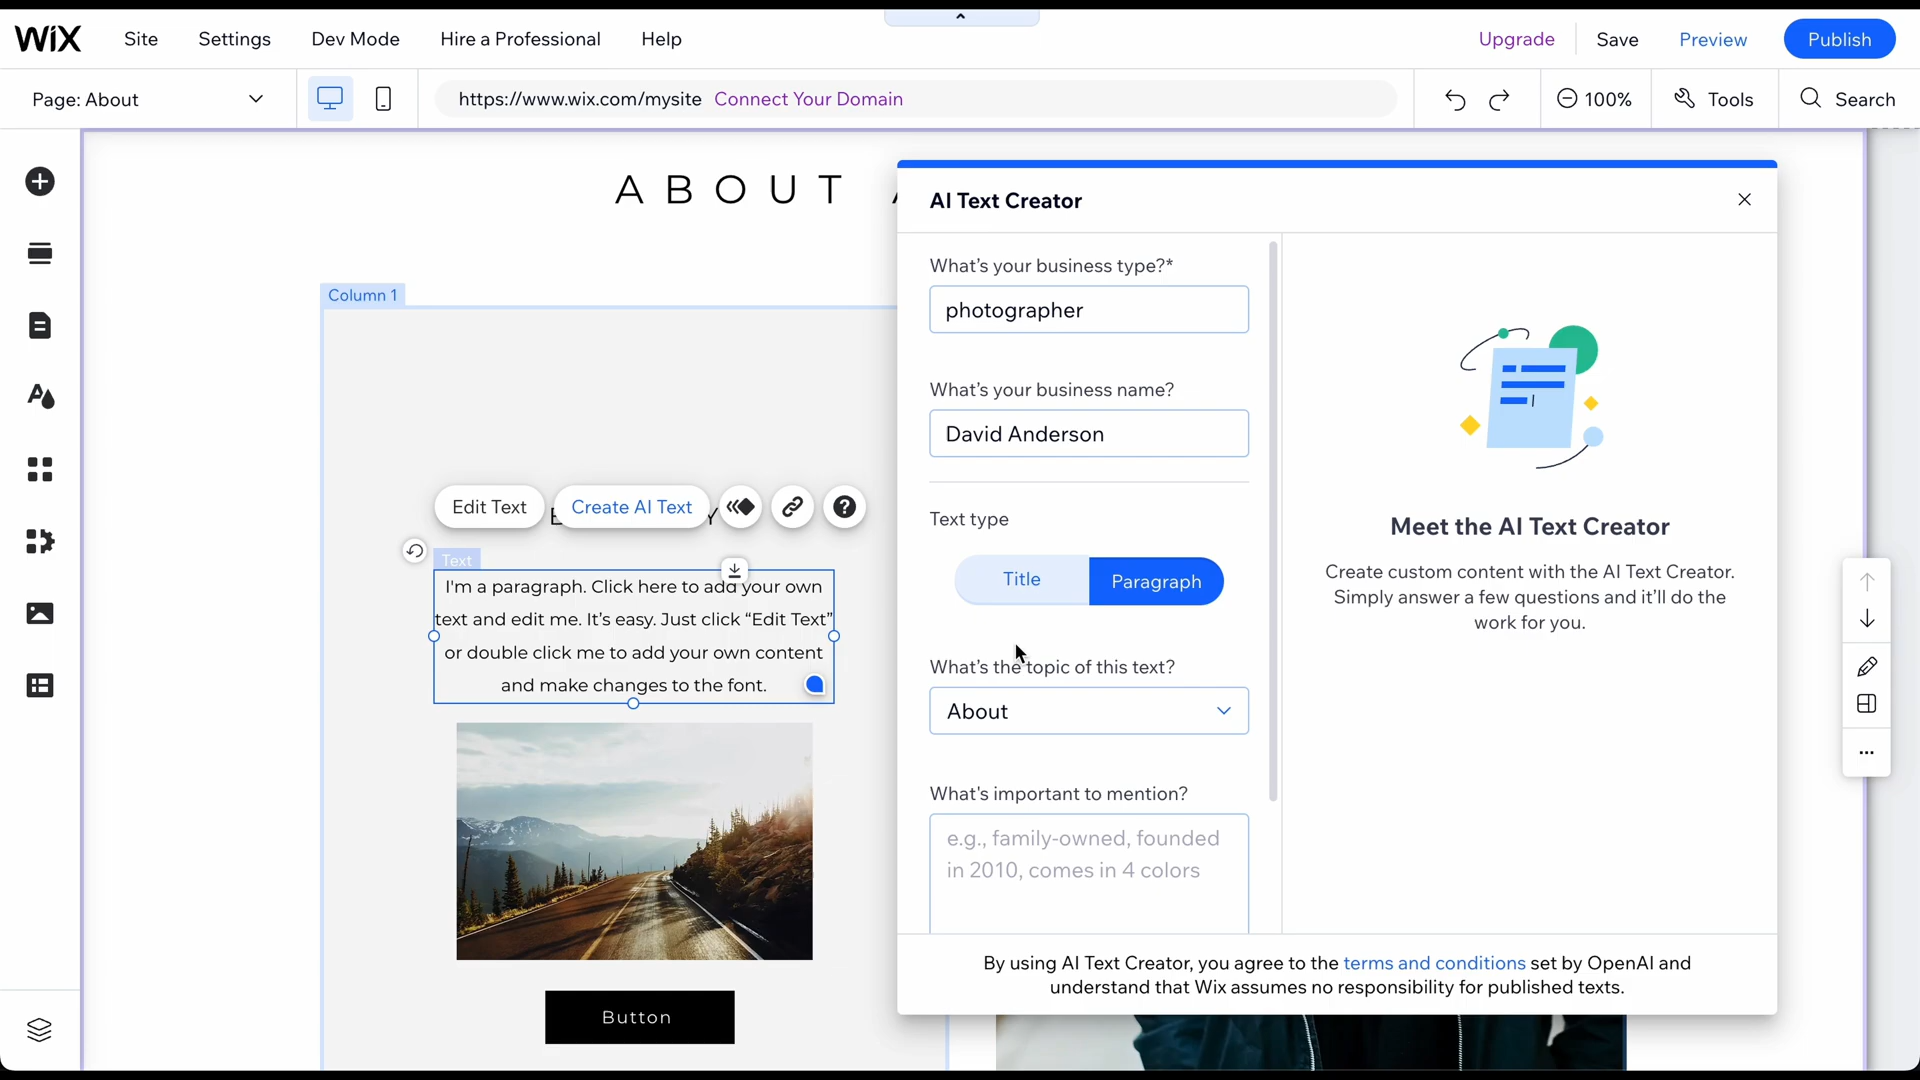 WiX
Site
Settings
Dev Mode
Hire a Professional
Help
Upgrade
Save
Preview
Publish
Page: About
https://www.wix.com/mysite
Connect Your Domain
100%
Tools
Search
ABOUT
Column 1
Edit Text
Create AI Text
Text
I'm a paragraph. Click here to add your own
text and edit me. It's easy. Just click “Edit Text”
or double click me to add your own content
and make changes to the font.
Button
AI Text Creator
What's your business type?*
photographer
What's your business name?
David Anderson
Text type
Title
Paragraph
What's the topic of this text?
About
What's important to mention?
e.g., family-owned, founded
in 2010, comes in 4 colors
Meet the AI Text Creator
Create custom content with the AI Text Creator.
Simply answer a few questions and it'll do the
work for you.
By using AI Text Creator, you agree to the terms and conditions set by OpenAI and
understand that Wix assumes no responsibility for published texts.